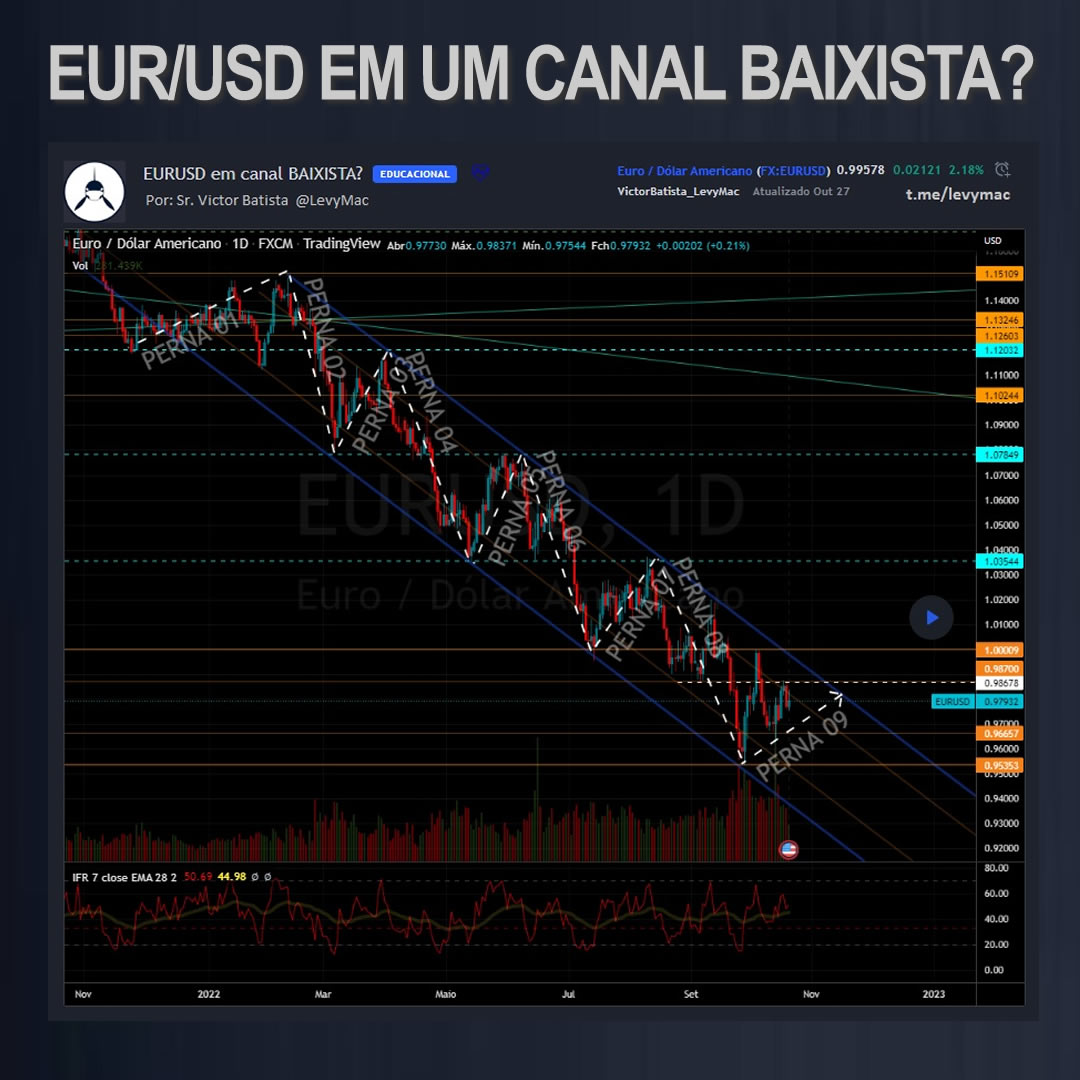 EUR/USD EM UM CANAL BAIXISTA?
EURUSD em canal BAIXISTA? EDUCACIONAL
Por: Sr. Victor Batista @LevyMac
Euro / Dólar Americano (FX:EURUSD) 0.99578 0.02121 2.18%
VictorBatista_LevyMac Atualizado Out 27
t.me/levymac
Euro / Dólar Americano · 1D · FXCM · TradingView Abr0.97730 Máx.0.98371 Mín.0.97544 Fch0.97932 +0.00202 (+0.21%)
USD
Vol
1.15109
1.14000
1.13246
1.12603
1.12032
1.11000
1.10244
1.09000
1.07849
1.07000
1.06000
1.05000
1.04000
1.03544
1.03000
1.02000
1.01000
1.00009
0.98700
0.98678
EURUSD 0.97932
0.97000
0.96657
0.96000
0.95353
0.95000
0.94000
0.93000
0.92000
PERNA 01
PERNA 02
PERNA 03
PERNA 04
PERNA 05
PERNA 06
PERNA 07
PERNA 08
PERNA 09
EURUSD, 1D
Euro / Dólar Americano
IFR 7 close EMA 28 2 50.69 44.98 Ø Ø
80.00
60.00
40.00
20.00
0.00
Nov 2022 Mar Maio Jul Set Nov 2023